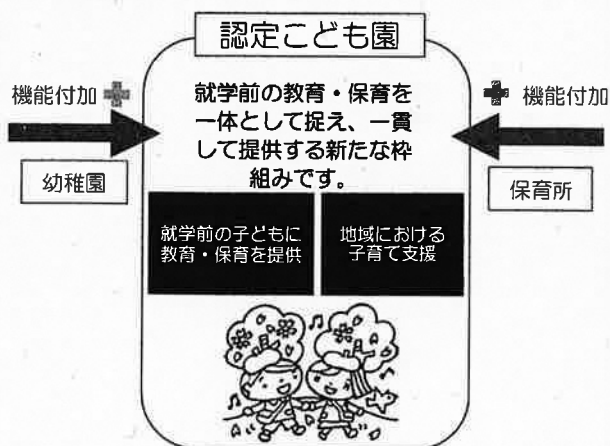 認定こども園
機能付加
幼稚園
就学前の教育・保育を
一体として捉え、一貫
して提供する新たな枠
組みです。
機能付加
保育所
就学前の子どもに
教育・保育を提供
地域における
子育て支援